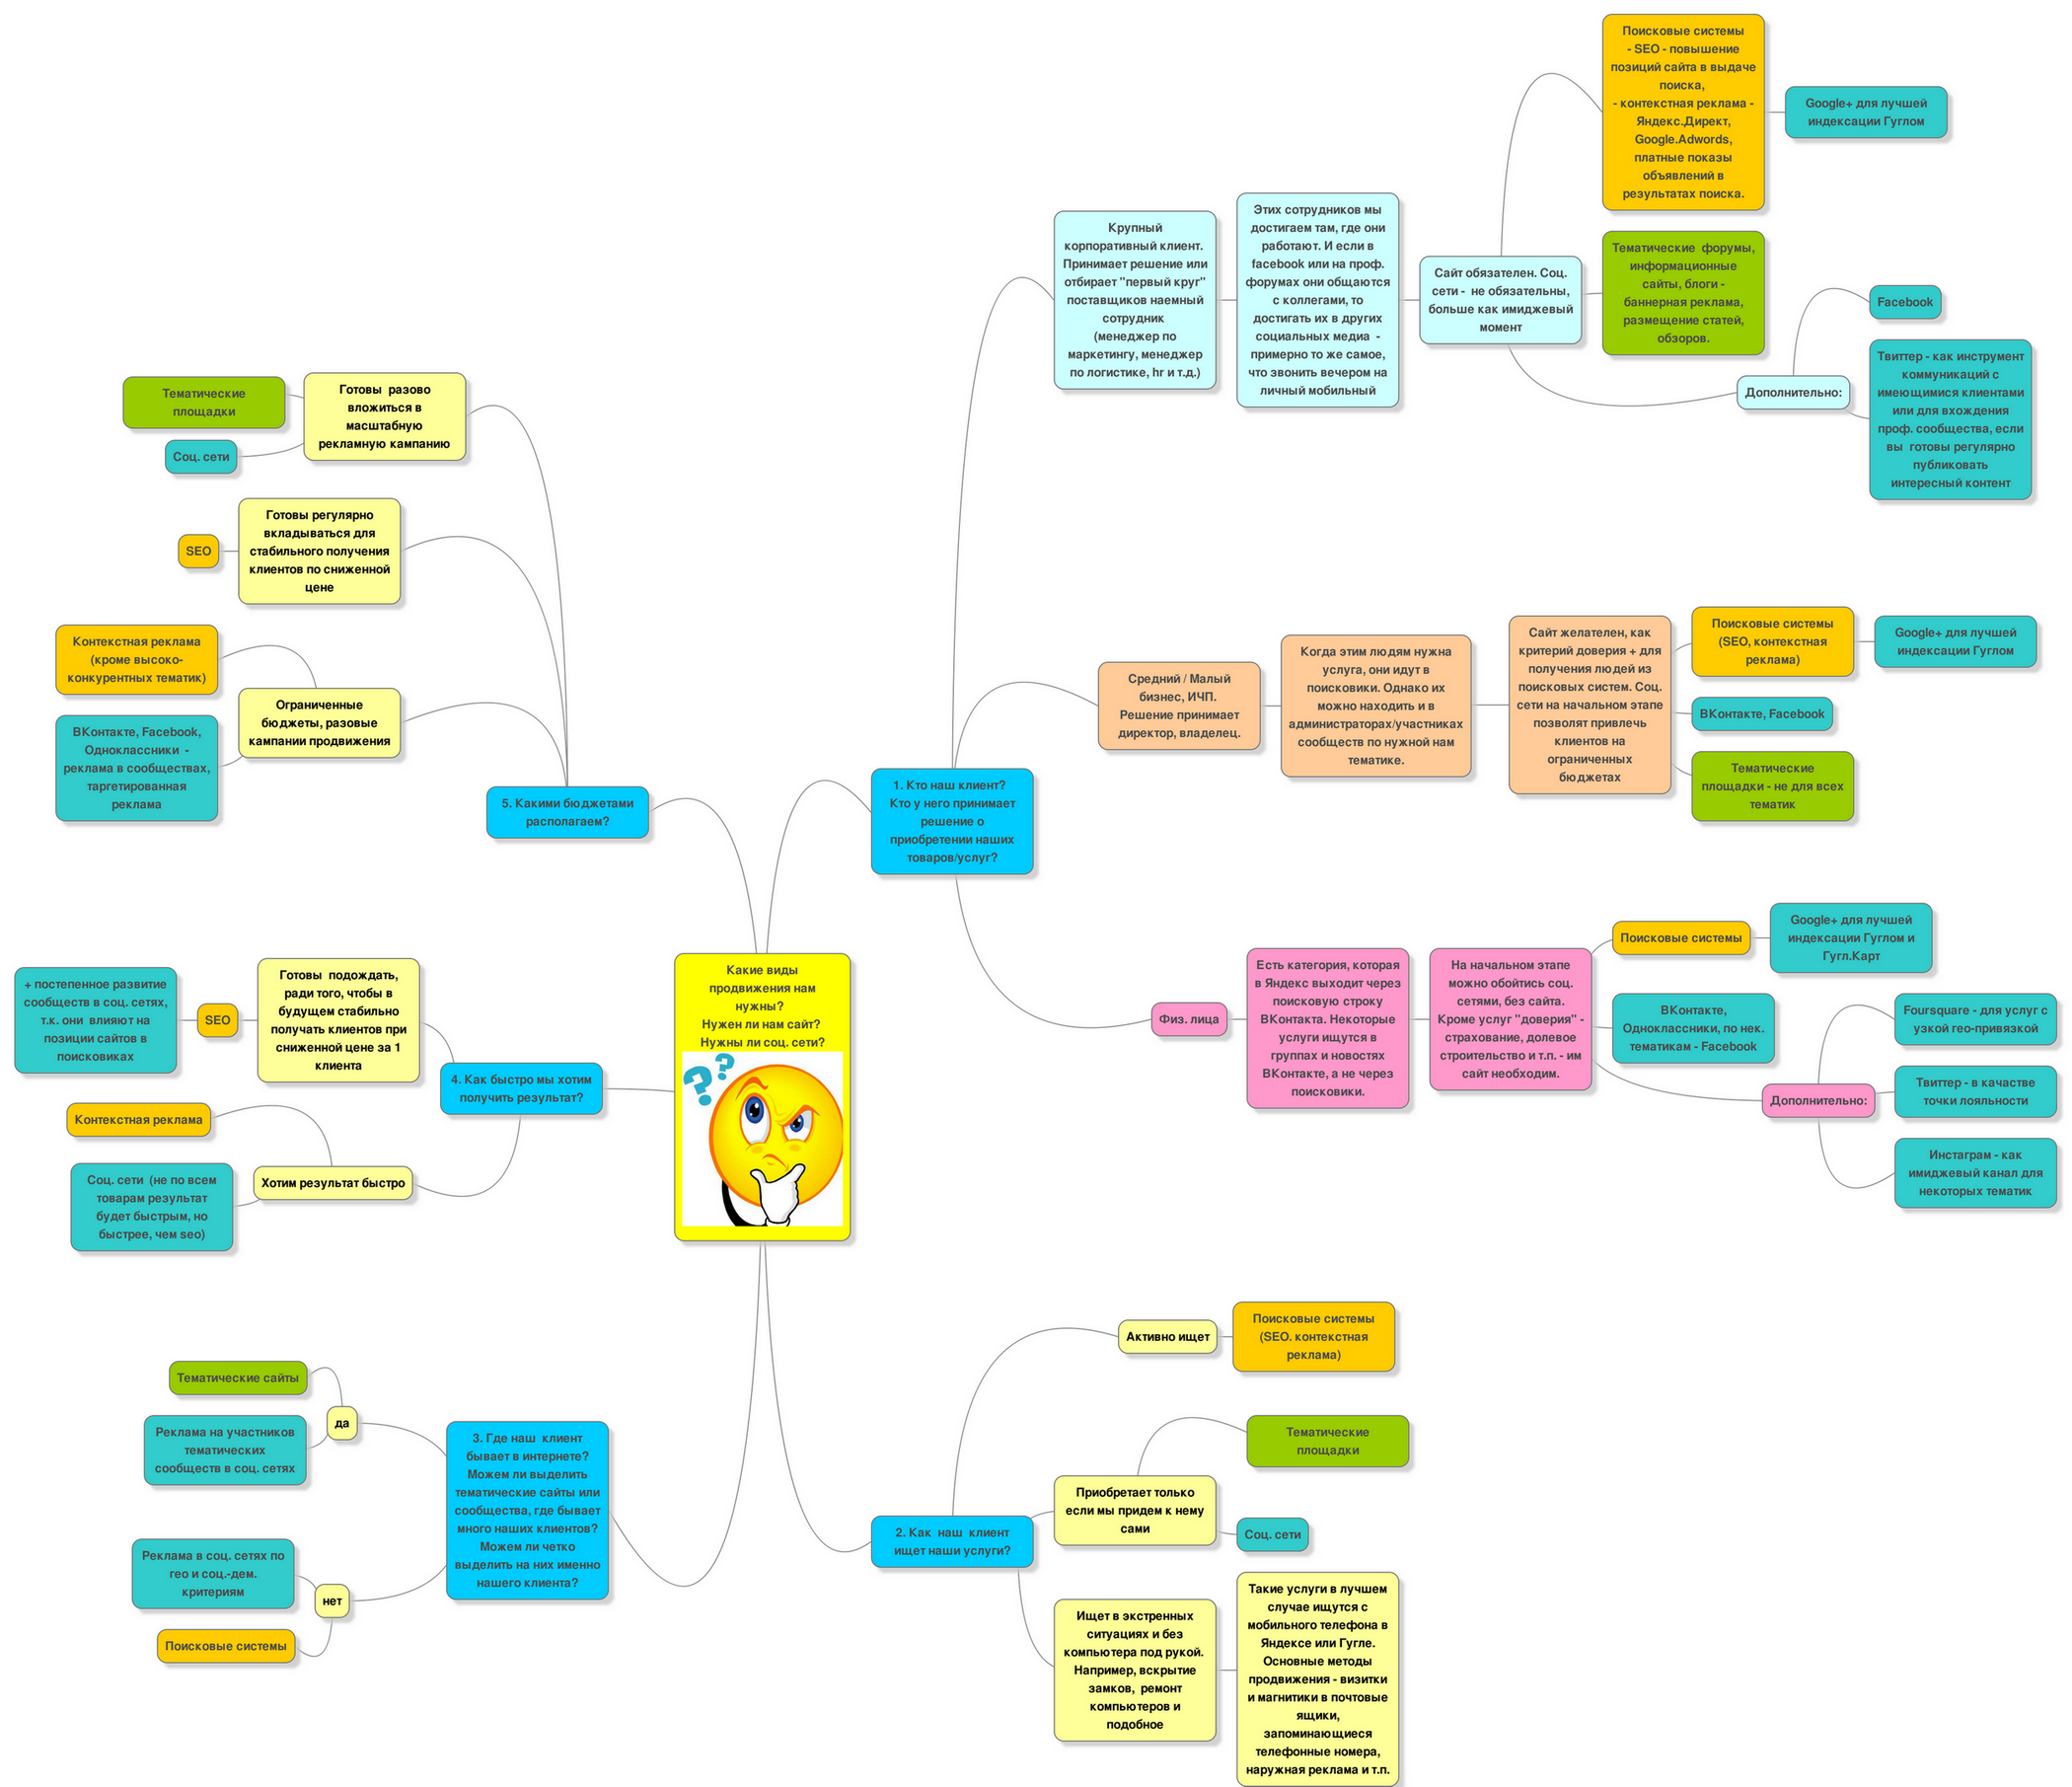 Какие виды
продвижения нам
нужны?
Нужен ли нам сайт?
Нужны ли соц. сети?
? ?
1. Кто наш клиент?
Кто у него принимает
решение о
приобретении наших
товаров/услуг?
Крупный
корпоративный клиент.
Принимает решение или
отбирает "первый круг"
поставщиков наемный
сотрудник
(менеджер по
маркетингу, менеджер
по логистике, hr и т.д.)
Этих сотрудников мы
достигаем там, где они
работают. И если в
facebook или на проф.
форумах они общаются
с коллегами, то
достигать их в других
социальных медиа -
примерно то же самое,
что звонить вечером на
личный мобильный
Сайт обязателен. Соц.
сети - не обязательны,
больше как имиджевый
момент
Поисковые системы
- SEO - повышение
позиций сайта в выдаче
поиска,
- контекстная реклама -
Яндекс.Директ,
Google.Adwords,
платные показы
объявлений в
результатах поиска.
Google+ для лучшей
индексации Гуглом
Тематические форумы,
информационные
сайты, блоги -
баннерная реклама,
размещение статей,
обзоров.
Дополнительно:
Facebook
Твиттер - как инструмент
коммуникаций с
имеющимися клиентами
или для вхождения
проф. сообщества, если
вы готовы регулярно
публиковать
интересный контент
Средний / Малый
бизнес, ИЧП.
Решение принимает
директор, владелец.
Когда этим людям нужна
услуга, они идут в
поисковики. Однако их
можно находить и в
администраторах/участниках
сообществ по нужной нам
тематике.
Сайт желателен, как
критерий доверия + для
получения людей из
поисковых систем. Соц.
сети на начальном этапе
позволят привлечь
клиентов на
ограниченных
бюджетах
Поисковые системы
(SEO, контекстная
реклама)
Google+ для лучшей
индексации Гуглом
ВКонтакте, Facebook
Тематические
площадки - не для всех
тематик
Физ. лица
Есть категория, которая
в Яндекс выходит через
поисковую строку
ВКонтакта. Некоторые
услуги ищутся в
группах и новостях
ВКонтакте, а не через
поисковики.
На начальном этапе
можно обойтись соц.
сетями, без сайта.
Кроме услуг "доверия" -
страхование, долевое
строительство и т.п. - им
сайт необходим.
Поисковые системы
Google+ для лучшей
индексации Гуглом и
Гугл.Карт
ВКонтакте,
Одноклассники, по нек.
тематикам - Facebook
Дополнительно:
Foursquare - для услуг с
узкой гео-привязкой
Твиттер - в качастве
точки лояльности
Инстаграм - как
имиджевый канал для
некоторых тематик
2. Как наш клиент
ищет наши услуги?
Активно ищет
Поисковые системы
(SEO. контекстная
реклама)
Приобретает только
если мы придем к нему
сами
Тематические
площадки
Соц. сети
Ищет в экстренных
ситуациях и без
компьютера под рукой.
Например, вскрытие
замков, ремонт
компьютеров и
подобное
Такие услуги в лучшем
случае ищутся с
мобильного телефона в
Яндексе или Гугле.
Основные методы
продвижения - визитки
и магнитики в почтовые
ящики,
запоминающиеся
телефонные номера,
наружная реклама и т.п.
3. Где наш клиент
бывает в интернете?
Можем ли выделить
тематические сайты или
сообщества, где бывает
много наших клиентов?
Можем ли четко
выделить на них именно
нашего клиента?
да
Тематические сайты
Реклама на участников
тематических
сообществ в соц. сетях
нет
Реклама в соц. сетях по
гео и соц.-дем.
критериям
Поисковые системы
4. Как быстро мы хотим
получить результат?
Готовы подождать,
ради того, чтобы в
будущем стабильно
получать клиентов при
сниженной цене за 1
клиента
SEO
+ постепенное развитие
сообществ в соц. сетях,
т.к. они влияют на
позиции сайтов в
поисковиках
Хотим результат быстро
Контекстная реклама
Соц. сети (не по всем
товарам результат
будет быстрым, но
быстрее, чем seo)
5. Какими бюджетами
располагаем?
Готовы разово
вложиться в
масштабную
рекламную кампанию
Тематические
площадки
Соц. сети
Готовы регулярно
вкладываться для
стабильного получения
клиентов по сниженной
цене
SEO
Ограниченные
бюджеты, разовые
кампании продвижения
Контекстная реклама
(кроме высоко-
конкурентных тематик)
ВКонтакте, Facebook,
Одноклассники -
реклама в сообществах,
таргетированная
реклама